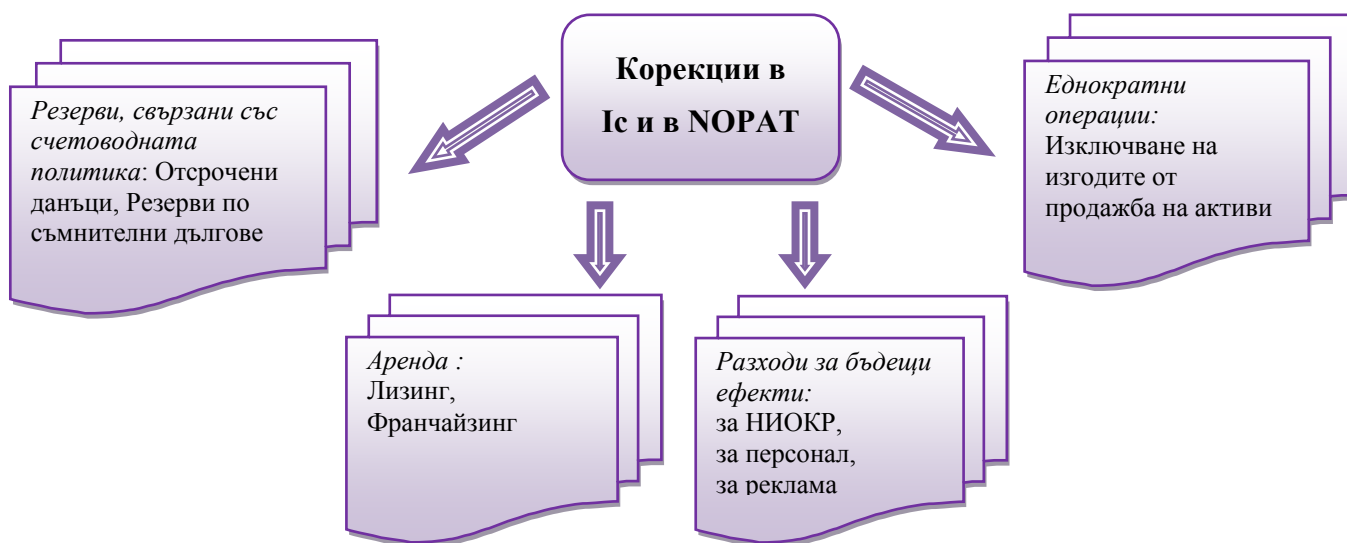 Корекции в
Ic и в NOPAT
Резерви, свързани със
счетоводната
политика: Отсрочени
данъци, Резерви по
съмнителни дългове
Аренда :
Лизинг,
Франчайзинг
Разходи за бъдещи
ефекти:
за НИОКР,
за персонал,
за реклама
Еднократни
операции:
Изключване на
изгодите от
продажба на активи